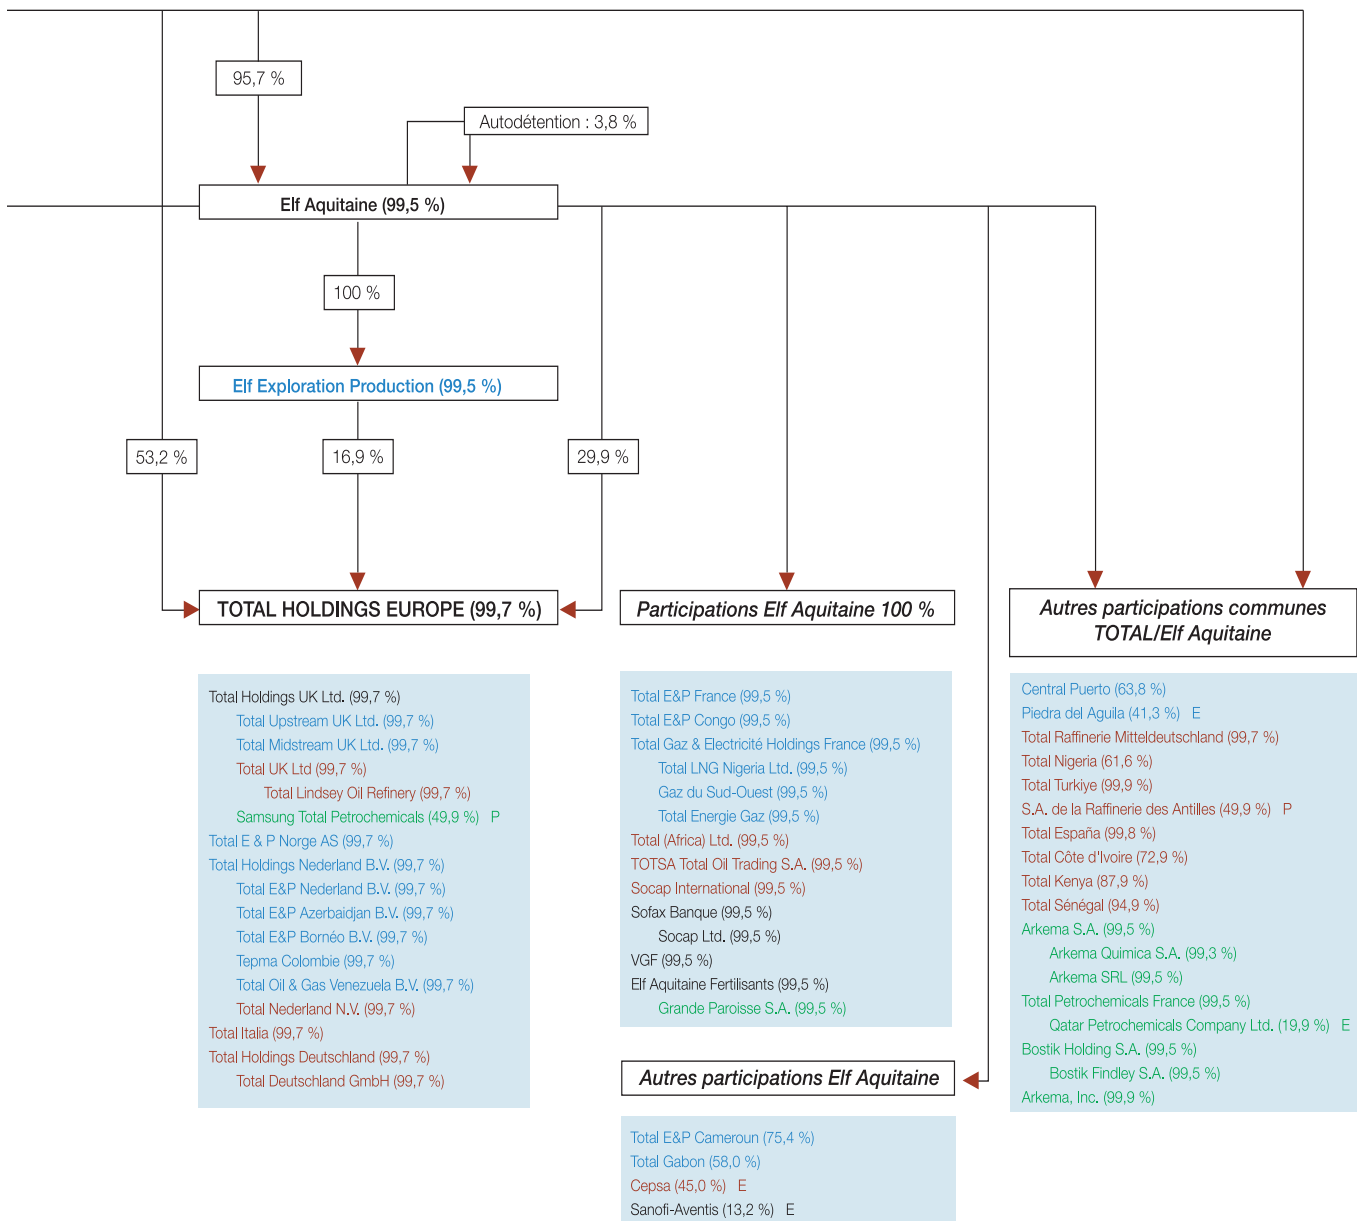 95,7 %
Autodétention : 3,8 %
Elf Aquitaine (99,5 %)
100 %
Elf Exploration Production (99,5 %)
53,2 %
16,9 %
29,9 %
TOTAL HOLDINGS EUROPE (99,7 %)
Total Holdings UK Ltd. (99,7 %)
Total Upstream UK Ltd. (99,7 %)
Total Midstream UK Ltd. (99,7 %)
Total UK Ltd (99,7 %)
Total Lindsey Oil Refinery (99,7 %)
Samsung Total Petrochemicals (49,9 %) P
Total E & P Norge AS (99,7 %)
Total Holdings Nederland B.V. (99,7 %)
Total E&P Nederland B.V. (99,7 %)
Total E&P Azerbaidjan B.V. (99,7 %)
Total E&P Bornéo B.V. (99,7 %)
Tepma Colombie (99,7 %)
Total Oil & Gas Venezuela B.V. (99,7 %)
Total Nederland N.V. (99,7 %)
Total Italia (99,7 %)
Total Holdings Deutschland (99,7 %)
Total Deutschland GmbH (99,7 %)
Participations Elf Aquitaine 100 %
Total E&P France (99,5 %)
Total E&P Congo (99,5 %)
Total Gaz & Electricité Holdings France (99,5 %)
Total LNG Nigeria Ltd. (99,5 %)
Gaz du Sud-Ouest (99,5 %)
Total Energie Gaz (99,5 %)
Total (Africa) Ltd. (99,5 %)
TOTSA Total Oil Trading S.A. (99,5 %)
Socap International (99,5 %)
Sofax Banque (99,5 %)
Socap Ltd. (99,5 %)
VGF (99,5 %)
Elf Aquitaine Fertilisants (99,5 %)
Grande Paroisse S.A. (99,5 %)
Autres participations Elf Aquitaine
Total E&P Cameroun (75,4 %)
Total Gabon (58,0 %)
Cepsa (45,0 %) E
Sanofi-Aventis (13,2 %) E
Autres participations communes
TOTAL/Elf Aquitaine
Central Puerto (63,8 %)
Piedra del Aguila (41,3 %) E
Total Raffinerie Mitteldeutschland (99,7 %)
Total Nigeria (61,6 %)
Total Turkiye (99,9 %)
S.A. de la Raffinerie des Antilles (49,9 %) P
Total España (99,8 %)
Total Côte d'Ivoire (72,9 %)
Total Kenya (87,9 %)
Total Sénégal (94,9 %)
Arkema S.A. (99,5 %)
Arkema Quimica S.A. (99,3 %)
Arkema SRL (99,5 %)
Total Petrochemicals France (99,5 %)
Qatar Petrochemicals Company Ltd. (19,9 %) E
Bostik Holding S.A. (99,5 %)
Bostik Findley S.A. (99,5 %)
Arkema, Inc. (99,9 %)